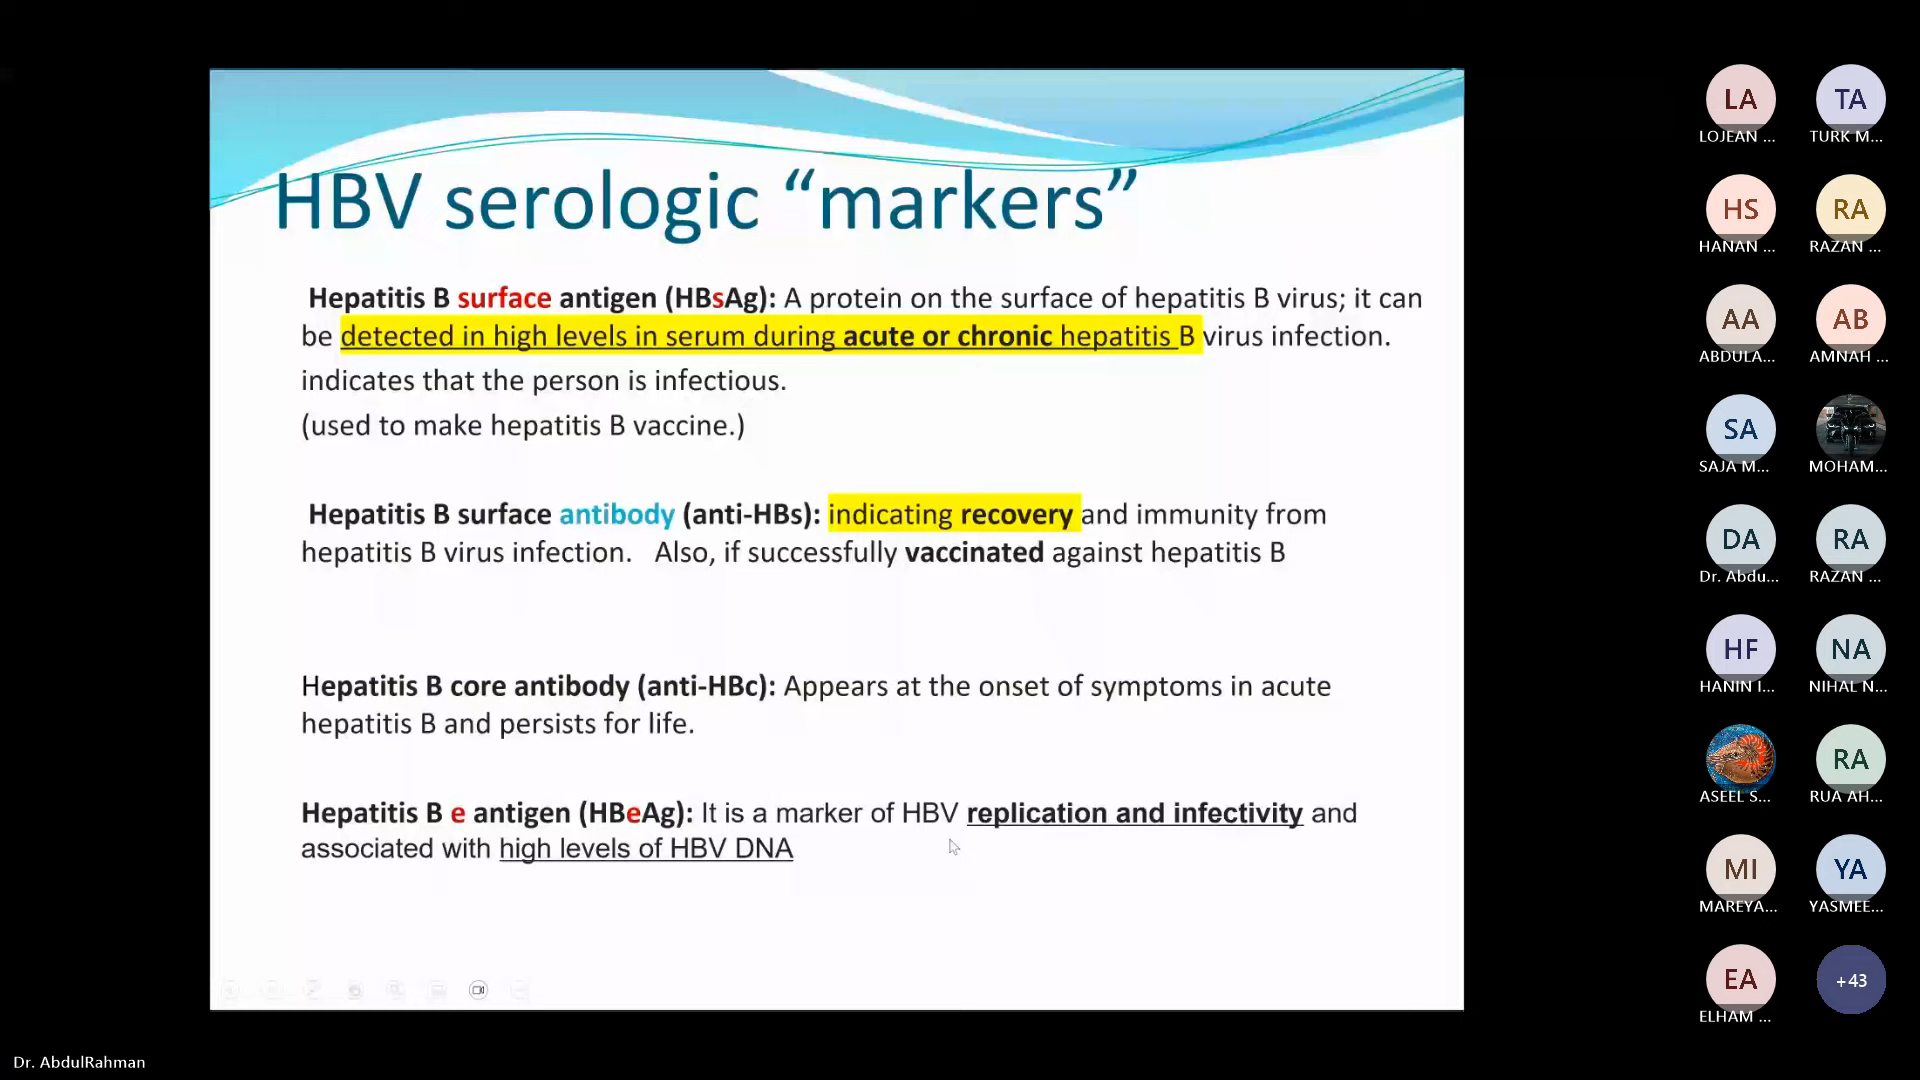 HBV serologic “markers”
Hepatitis B surface antigen (HBsAg): A protein on the surface of hepatitis B virus; it can
be detected in high levels in serum during acute or chronic hepatitis B virus infection.
indicates that the person is infectious.
(used to make hepatitis B vaccine.)
Hepatitis B surface antibody (anti-HBs): indicating recovery and immunity from
hepatitis B virus infection. Also, if successfully vaccinated against hepatitis B
Hepatitis B core antibody (anti-HBc): Appears at the onset of symptoms in acute
hepatitis B and persists for life.
Hepatitis B e antigen (HBeAg): It is a marker of HBV replication and infectivity and
associated with high levels of HBV DNA
LA
LOJEAN ...
TA
TURK M...
HS
HANAN ...
RA
RAZAN ...
AA
ABDULA...
AB
AMNAH ...
SA
SAJA M...
MOHAM...
DA
Dr. Abdu...
RA
RAZAN ...
HF
HANIN I...
NA
NIHAL N...
ASEEL S...
RA
RUA AH...
MI
MAREYA...
YA
YASMEE...
EA
ELHAM ...
+43
Dr. AbdulRahman